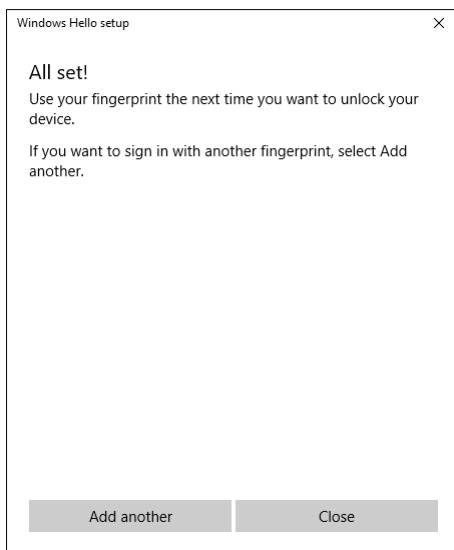 Windows Hello setup
All set!
Use your fingerprint the next time you want to unlock your
device.
If you want to sign in with another fingerprint, select Add
another.
Add another
Close